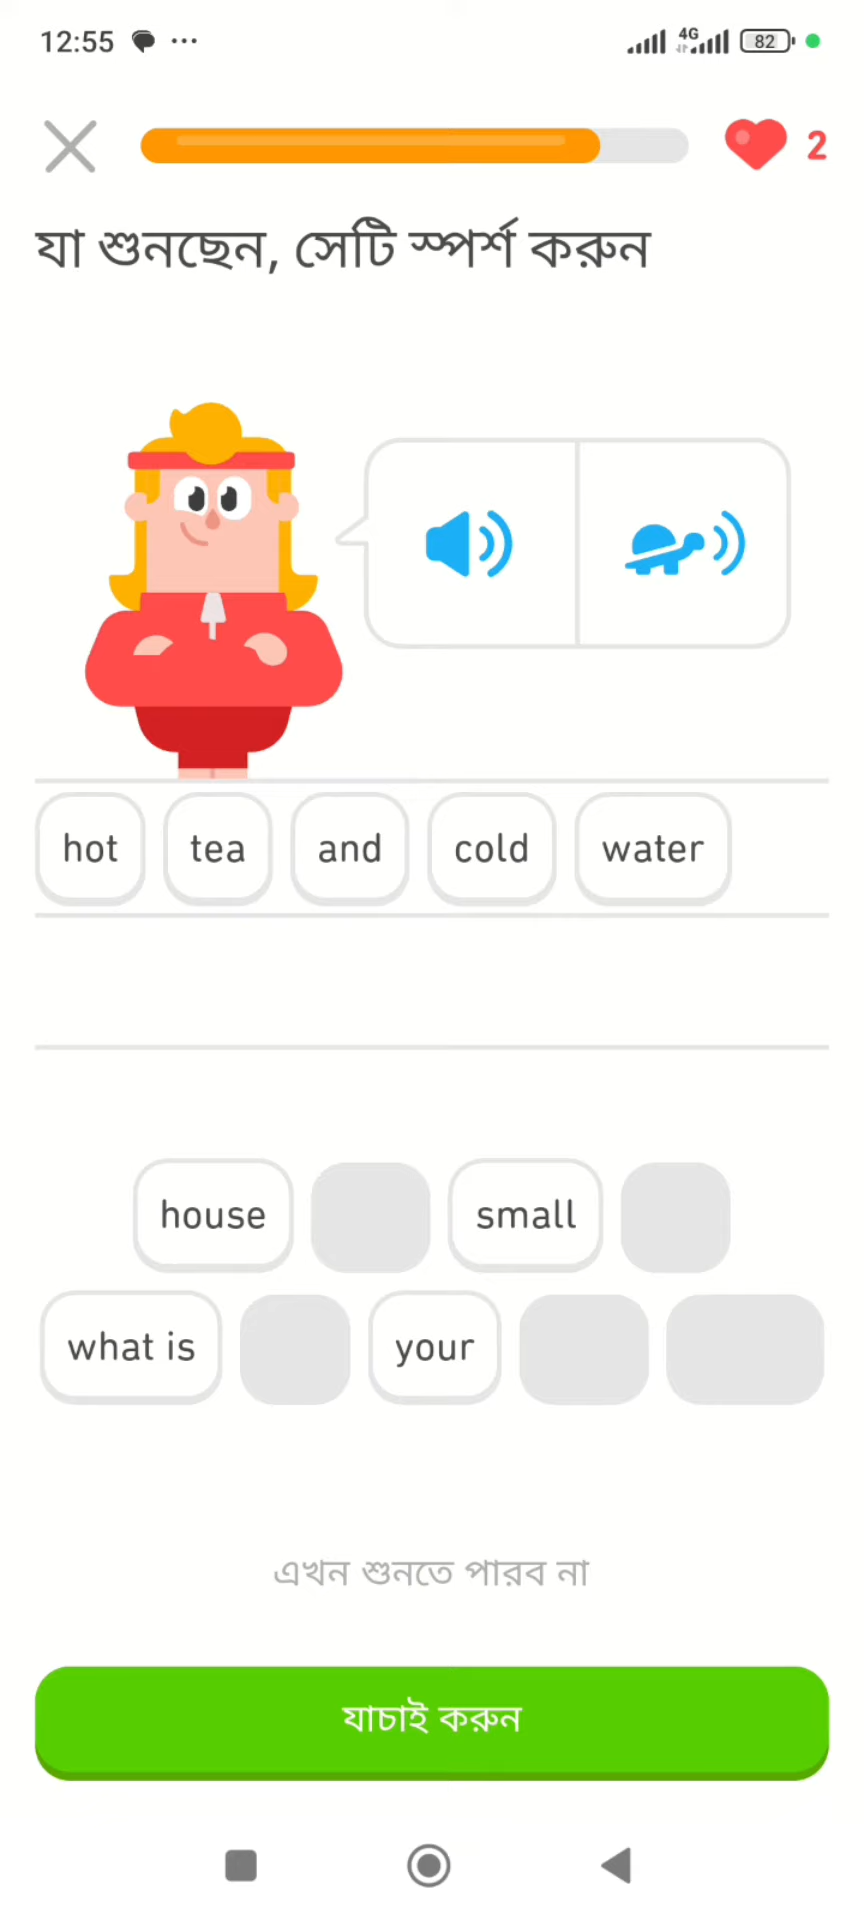 12:55 4G 82
2
যা শুনছেন, সেটি স্পর্শ করুন
hot tea and cold water
house small
what is your
এখন শুনতে পারব না
যাচাই করুন